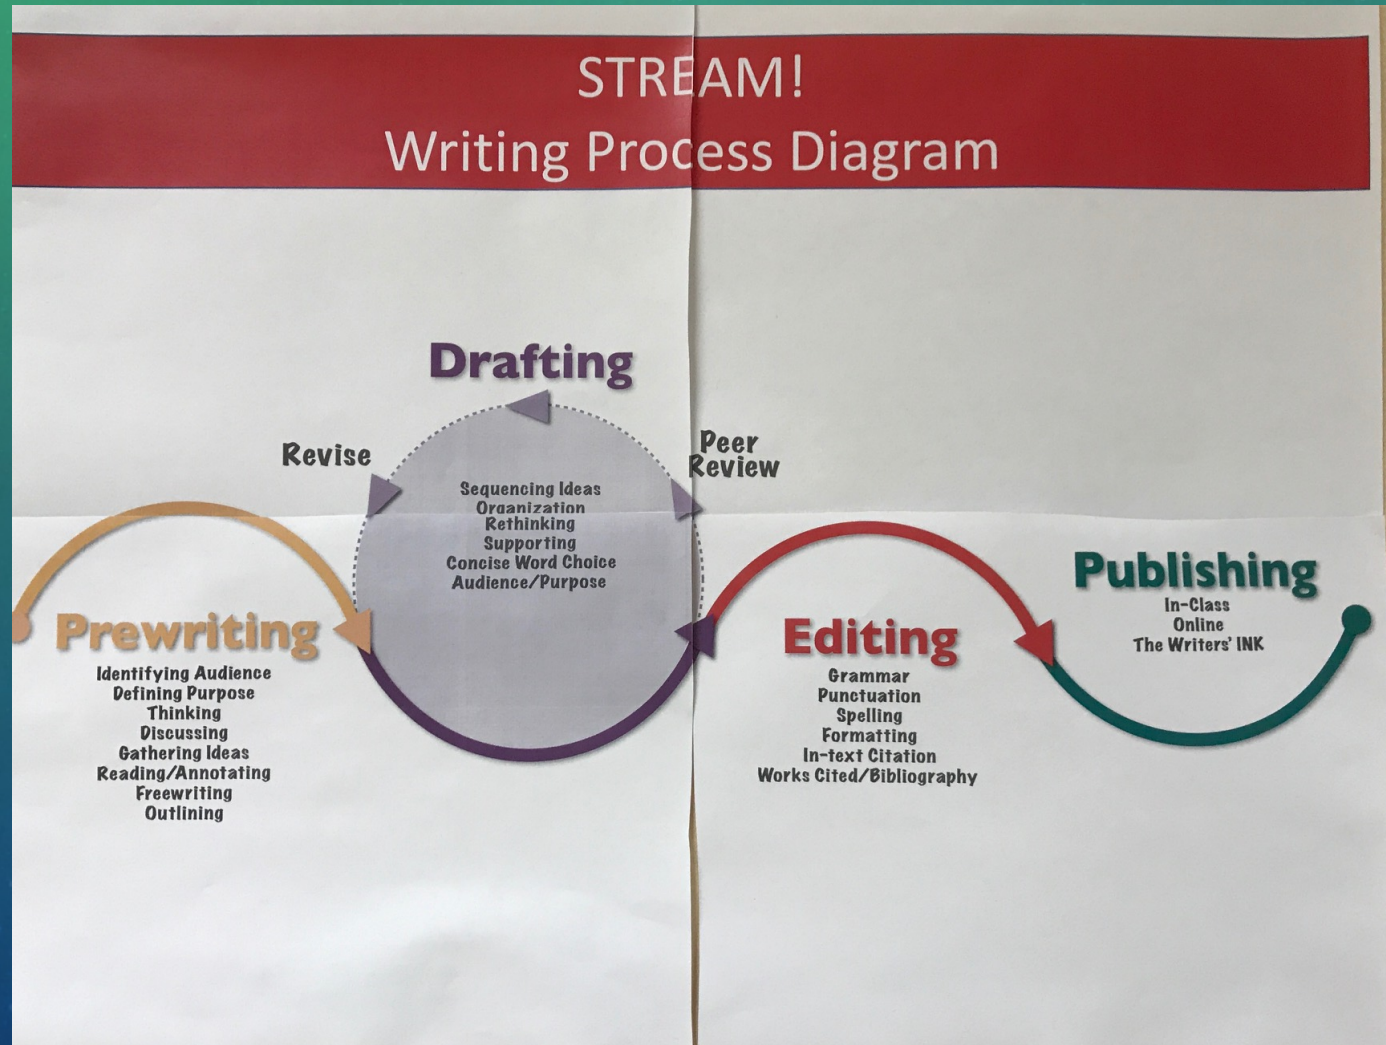 STREAM!
Writing Process Diagram
Drafting
Revise
Peer
Review
Sequencing Ideas
Organization
Rethinking
Supporting
Concise Word Choice
Audience/Purpose
Prewriting
Identifying Audience
Defining Purpose
Thinking
Discussing
Gathering Ideas
Reading/Annotating
Freewriting
Outlining
Editing
Grammar
Punctuation
Spelling
Formatting
In-text Citation
Works Cited/Bibliography
Publishing
In-Class
Online
The Writers' INK